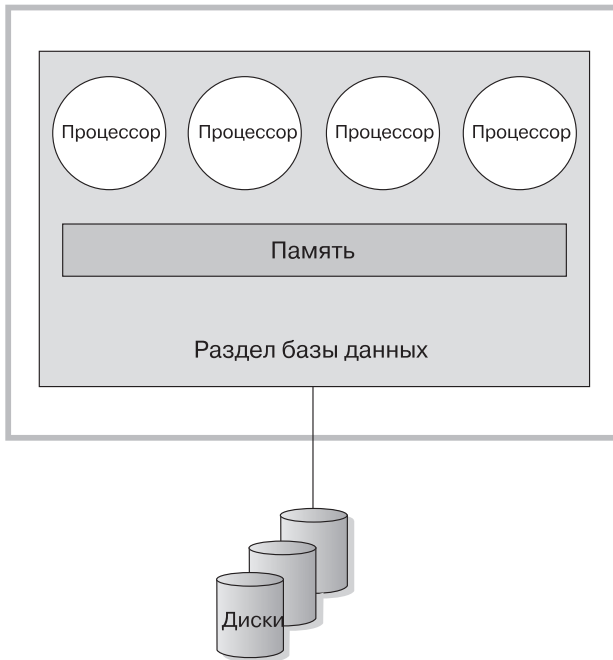 Процессор Процессор Процессор Процессор
Память
Раздел базы данных
Диски